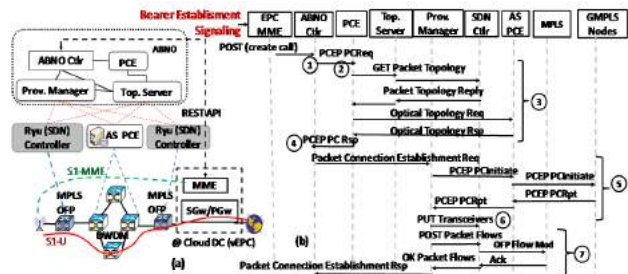 Bearer Establishment
Signaling
ABNO
ABNO Ctlr
PCE
Prov. Manager
Top. Server
REST API
Ryu (SDN)
Controller
AS PCE
Ryu (SDN)
Controller
S1-MME
MPLS
OFP
MPLS
OFP
DWDM
S1-U
MME
SGw/PGw
@ Cloud DC (vEPC)
(a)
(b)
EPC
MME
ABNO
Ctlr
PCE
Top.
Server
Prov.
Manager
SDN
Ctlr
AS
PCE
MPLS
GMPLS
Nodes
POST (create call)
PCEP PCReq
1
2
GET Packet Topology
Packet Topology Reply
3
Optical Topology Req
Optical Topology Rsp
4
PCEP PC Rsp
Packet Connection Establishment Req
PCEP PCInitiate
PCEP PCInitiate
5
PCEP PCRpt
PCEP PCRpt
PUT Transceivers
6
POST Packet Flows
OFP Flow Mod
7
OK Packet Flows
Ack
Packet Connection Establishment Rsp